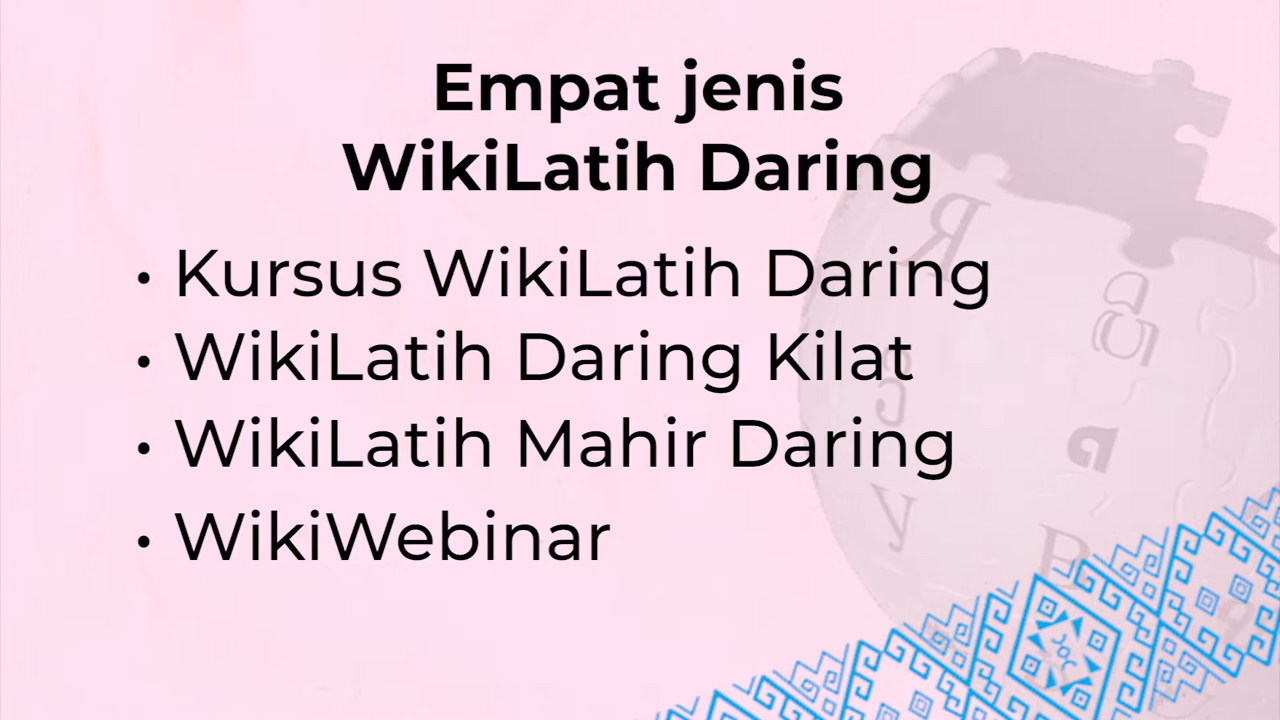 Empat jenis
WikiLatih Daring
• Kursus WikiLatih Daring
• WikiLatih Daring Kilat
• WikiLatih Mahir Daring
• WikiWebinar